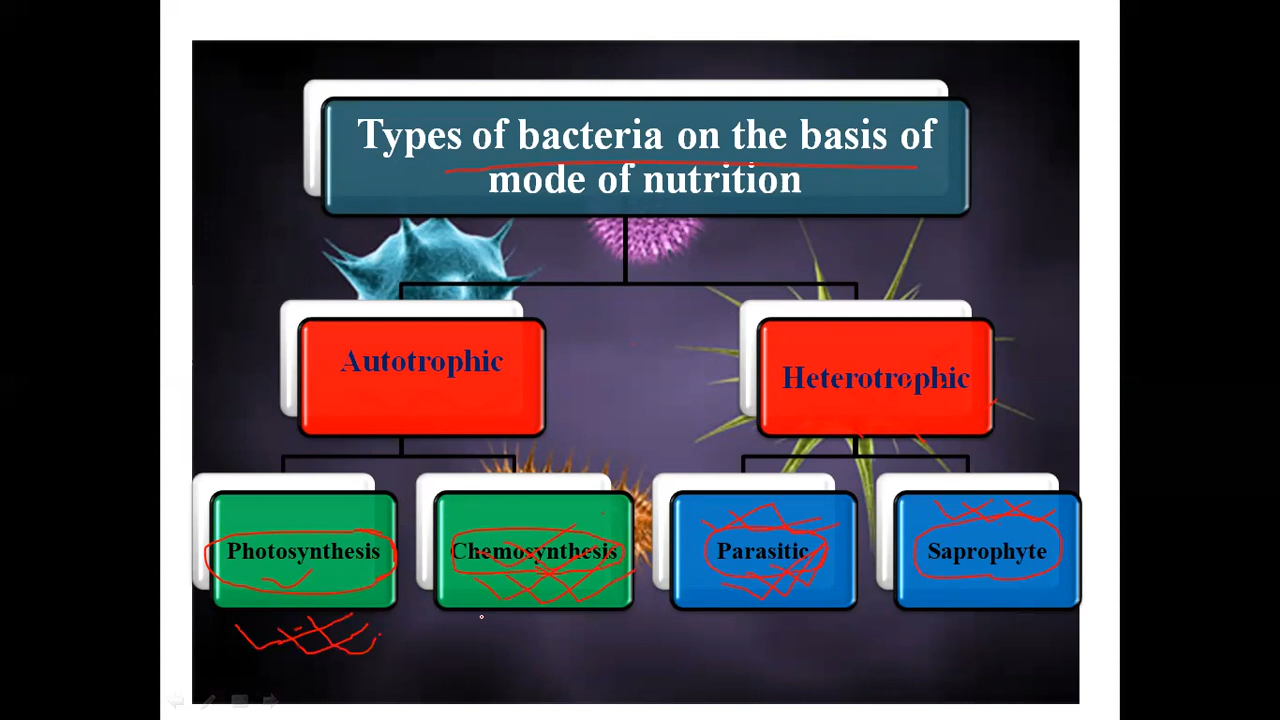 Types of bacteria on the basis of
mode of nutrition
Autotrophic
Heterotrophic
Photosynthesis
Chemosynthesis
Parasitic
Saprophyte